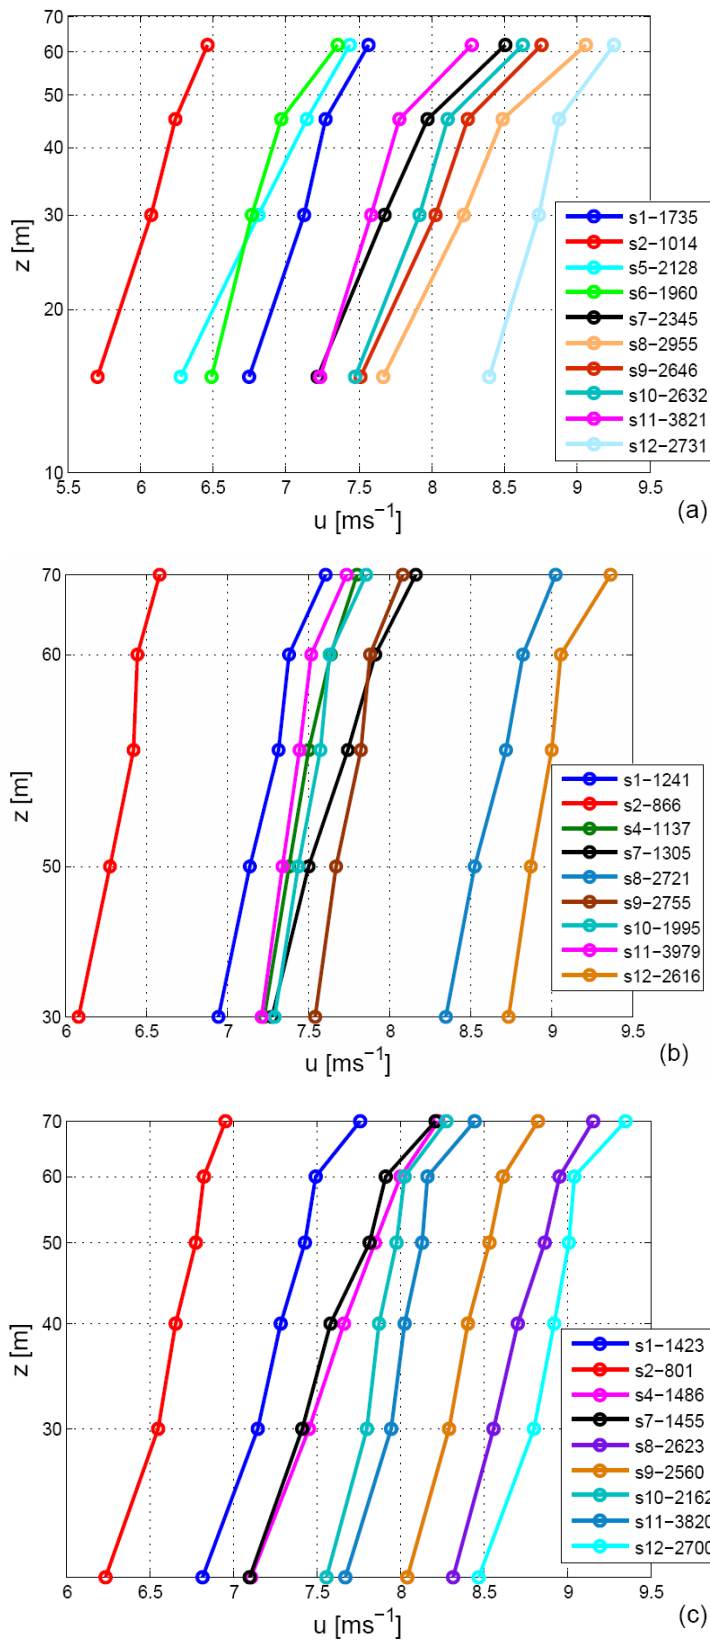 70
60
50
40
30
20
10
z [m]
s1−1735
s2−1014
s5−2128
s6−1960
s7−2345
s8−2955
s9−2646
s10−2632
s11−3821
s12−2731
5.5 6 6.5 7 7.5 8 8.5 9 9.5
u [ms−1]
(a)
70
60
50
30
z [m]
s1−1241
s2−866
s4−1137
s7−1305
s8−2721
s9−2755
s10−1995
s11−3979
s12−2616
6 6.5 7 7.5 8 8.5 9 9.5
u [ms−1]
(b)
70
60
50
40
30
z [m]
s1−1423
s2−801
s4−1486
s7−1455
s8−2623
s9−2560
s10−2162
s11−3820
s12−2700
6 6.5 7 7.5 8 8.5 9 9.5
u [ms−1]
(c)